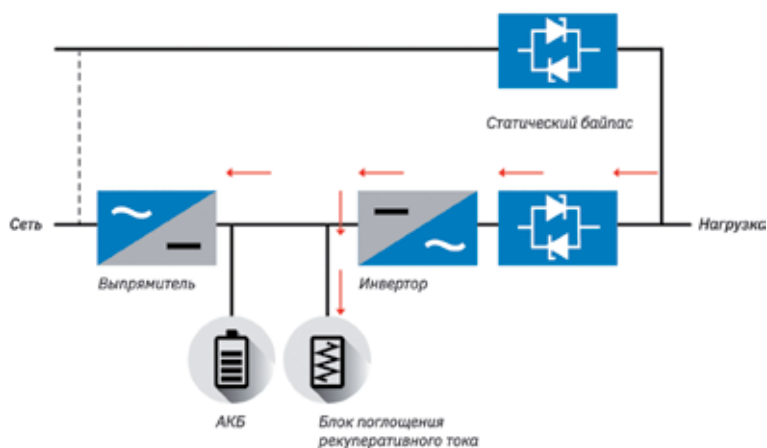 Статический байпас
Сеть
Нагрузка
Выпрямитель
Инвертор
АКБ
Блок поглощения
рекуперативного тока